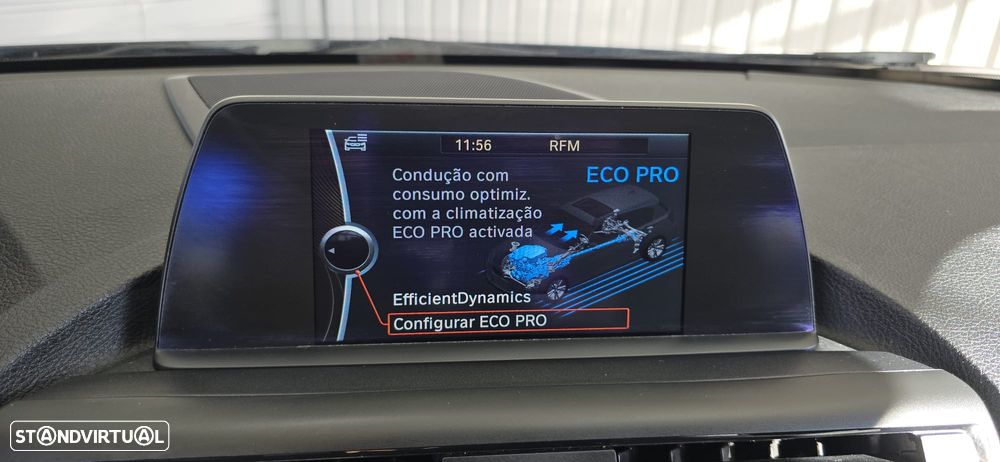 11:56 RFM
ECO PRO
Condução com
consumo optimiz.
com a climatização
ECO PRO activada
EfficientDynamics
Configurar ECO PRO
STANDVIRTUAL